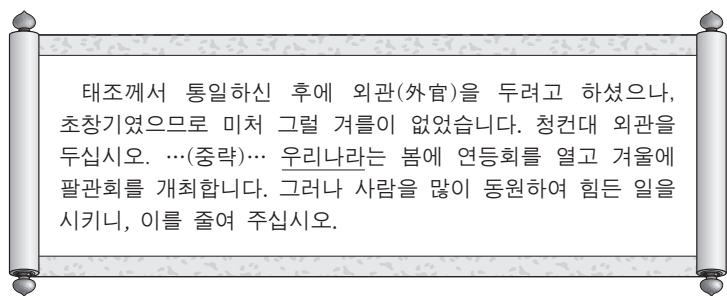 태조께서 통일하신 후에 외관(外官)을 두려고 하셨으나,
초창기였으므로 미처 그럴 겨를이 없었습니다. 청컨대 외관을
두십시오. …(중략)… 우리나라는 봄에 연등회를 열고 겨울에
팔관회를 개최합니다. 그러나 사람을 많이 동원하여 힘든 일을
시키니, 이를 줄여 주십시오.